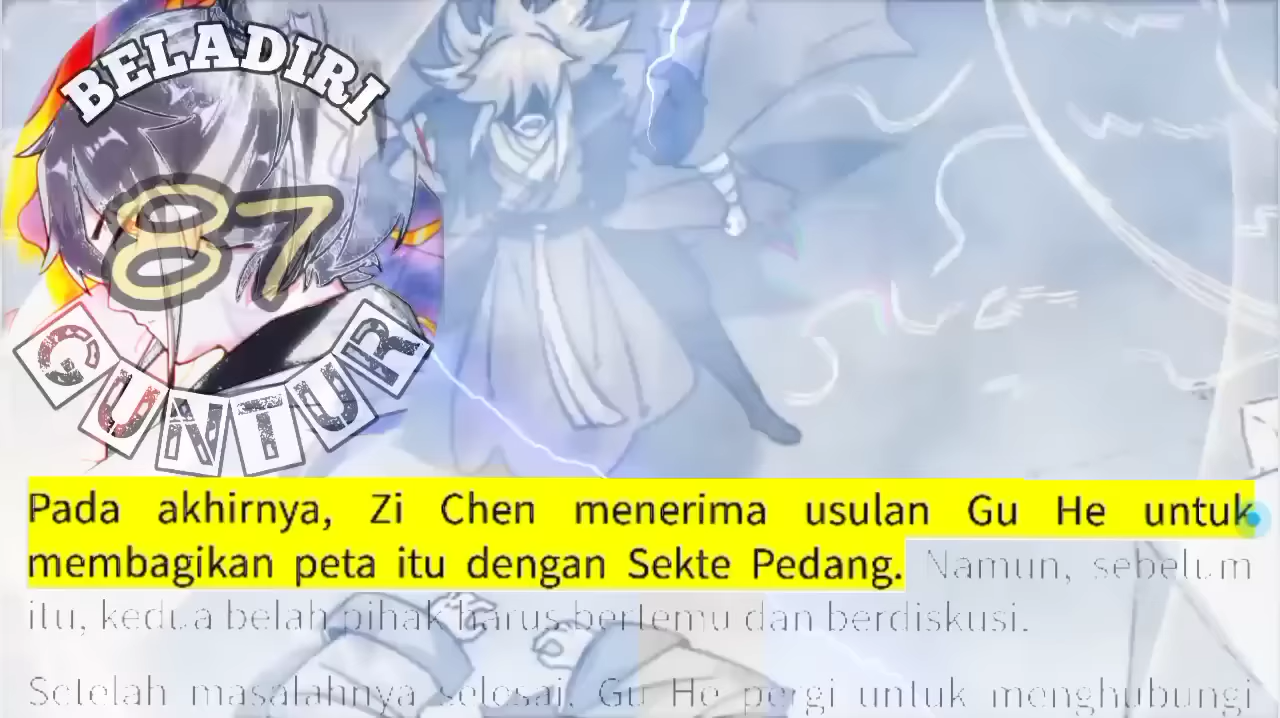 BELADIRI
87
GUNTUR
Pada akhirnya, Zi Chen menerima usulan Gu He untuk
membagikan peta itu dengan Sekte Pedang. Namun, sebelum
itu, kedua belah pihak harus bertemu dan berdiskusi.
Setelah masalahnya selesai, Gu He pergi untuk menghubungi